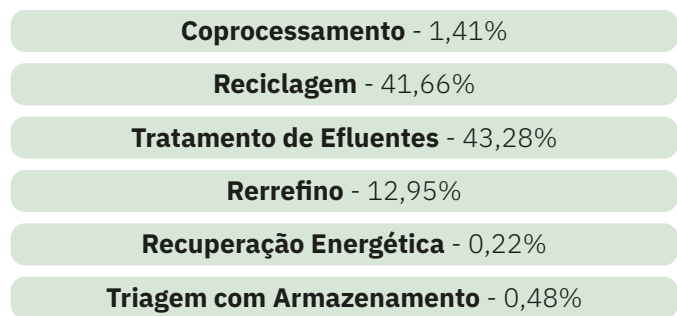 Coprocessamento - 1,41%
Reciclagem - 41,66%
Tratamento de Efluentes - 43,28%
Rerrefino - 12,95%
Recuperação Energética - 0,22%
Triagem com Armazenamento - 0,48%